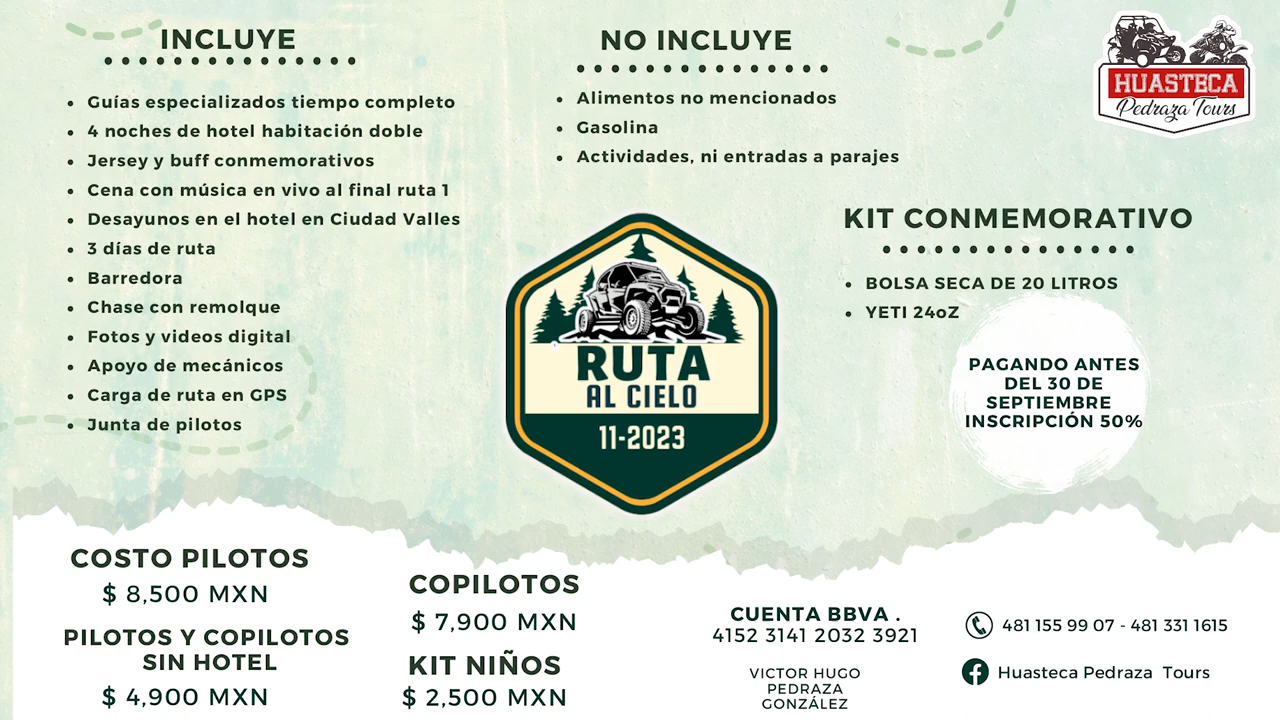 INCLUYE
Guías especializados tiempo completo
4 noches de hotel habitación doble
Jersey y buff conmemorativos
Cena con música en vivo al final ruta 1
Desayunos en el hotel en Ciudad Valles
3 días de ruta
Barredora
Chase con remolque
Fotos y videos digital
Apoyo de mecánicos
Carga de ruta en GPS
Junta de pilotos
NO INCLUYE
Alimentos no mencionados
Gasolina
Actividades, ni entradas a parajes
HUASTECA
Pedraza Tours
KIT CONMEMORATIVO
BOLSA SECA DE 20 LITROS
YETI 24oZ
PAGANDO ANTES
DEL 30 DE
SEPTIEMBRE
INSCRIPCIÓN 50%
RUTA
AL CIELO
11-2023
COSTO PILOTOS
$ 8,500 MXN
PILOTOS Y COPILOTOS
SIN HOTEL
$ 4,900 MXN
COPILOTOS
$ 7,900 MXN
KIT NIÑOS
$ 2,500 MXN
CUENTA BBVA .
4152 3141 2032 3921
VICTOR HUGO
PEDRAZA
GONZÁLEZ
481 155 99 07 - 481 331 1615
Huasteca Pedraza Tours